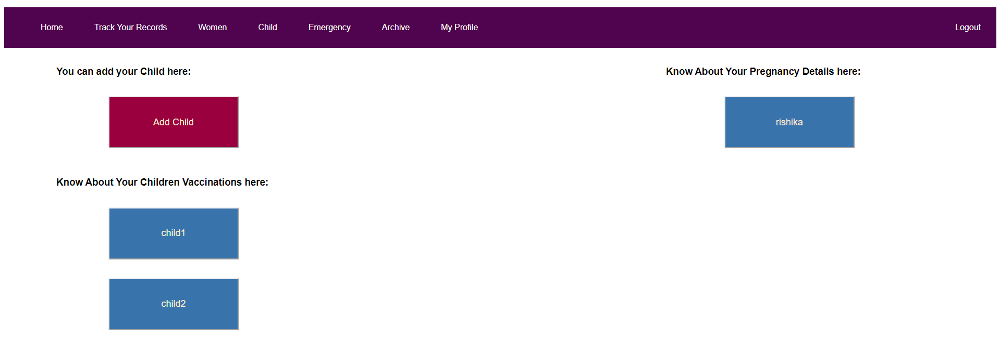 Home Track Your Records Women Child Emergency Archive My Profile Logout
You can add your Child here:
Add Child
Know About Your Children Vaccinations here:
child1
child2
Know About Your Pregnancy Details here:
rishika